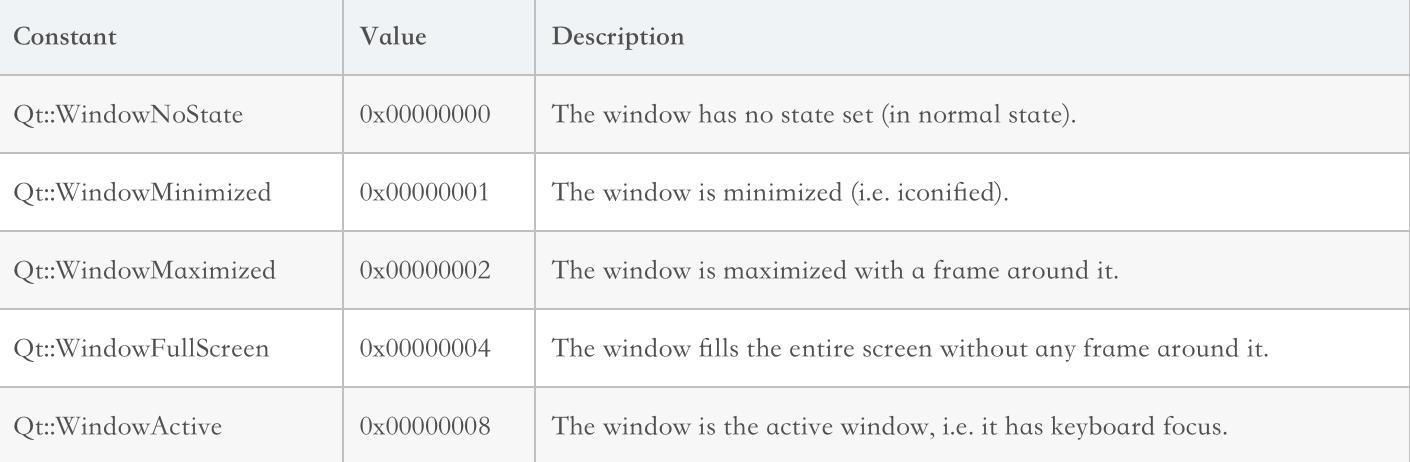 Constant Value Description
Qt::WindowNoState 0x00000000 The window has no state set (in normal state).
Qt::WindowMinimized 0x00000001 The window is minimized (i.e. iconified).
Qt::WindowMaximized 0x00000002 The window is maximized with a frame around it.
Qt::WindowFullScreen 0x00000004 The window fills the entire screen without any frame around it.
Qt::WindowActive 0x00000008 The window is the active window, i.e. it has keyboard focus.